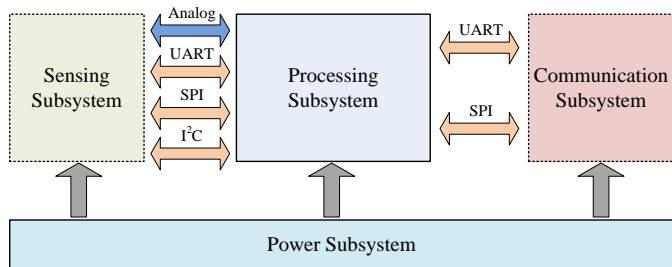 Analog
UART
SPI
I²C
Sensing
Subsystem
Processing
Subsystem
UART
SPI
Communication
Subsystem
Power Subsystem